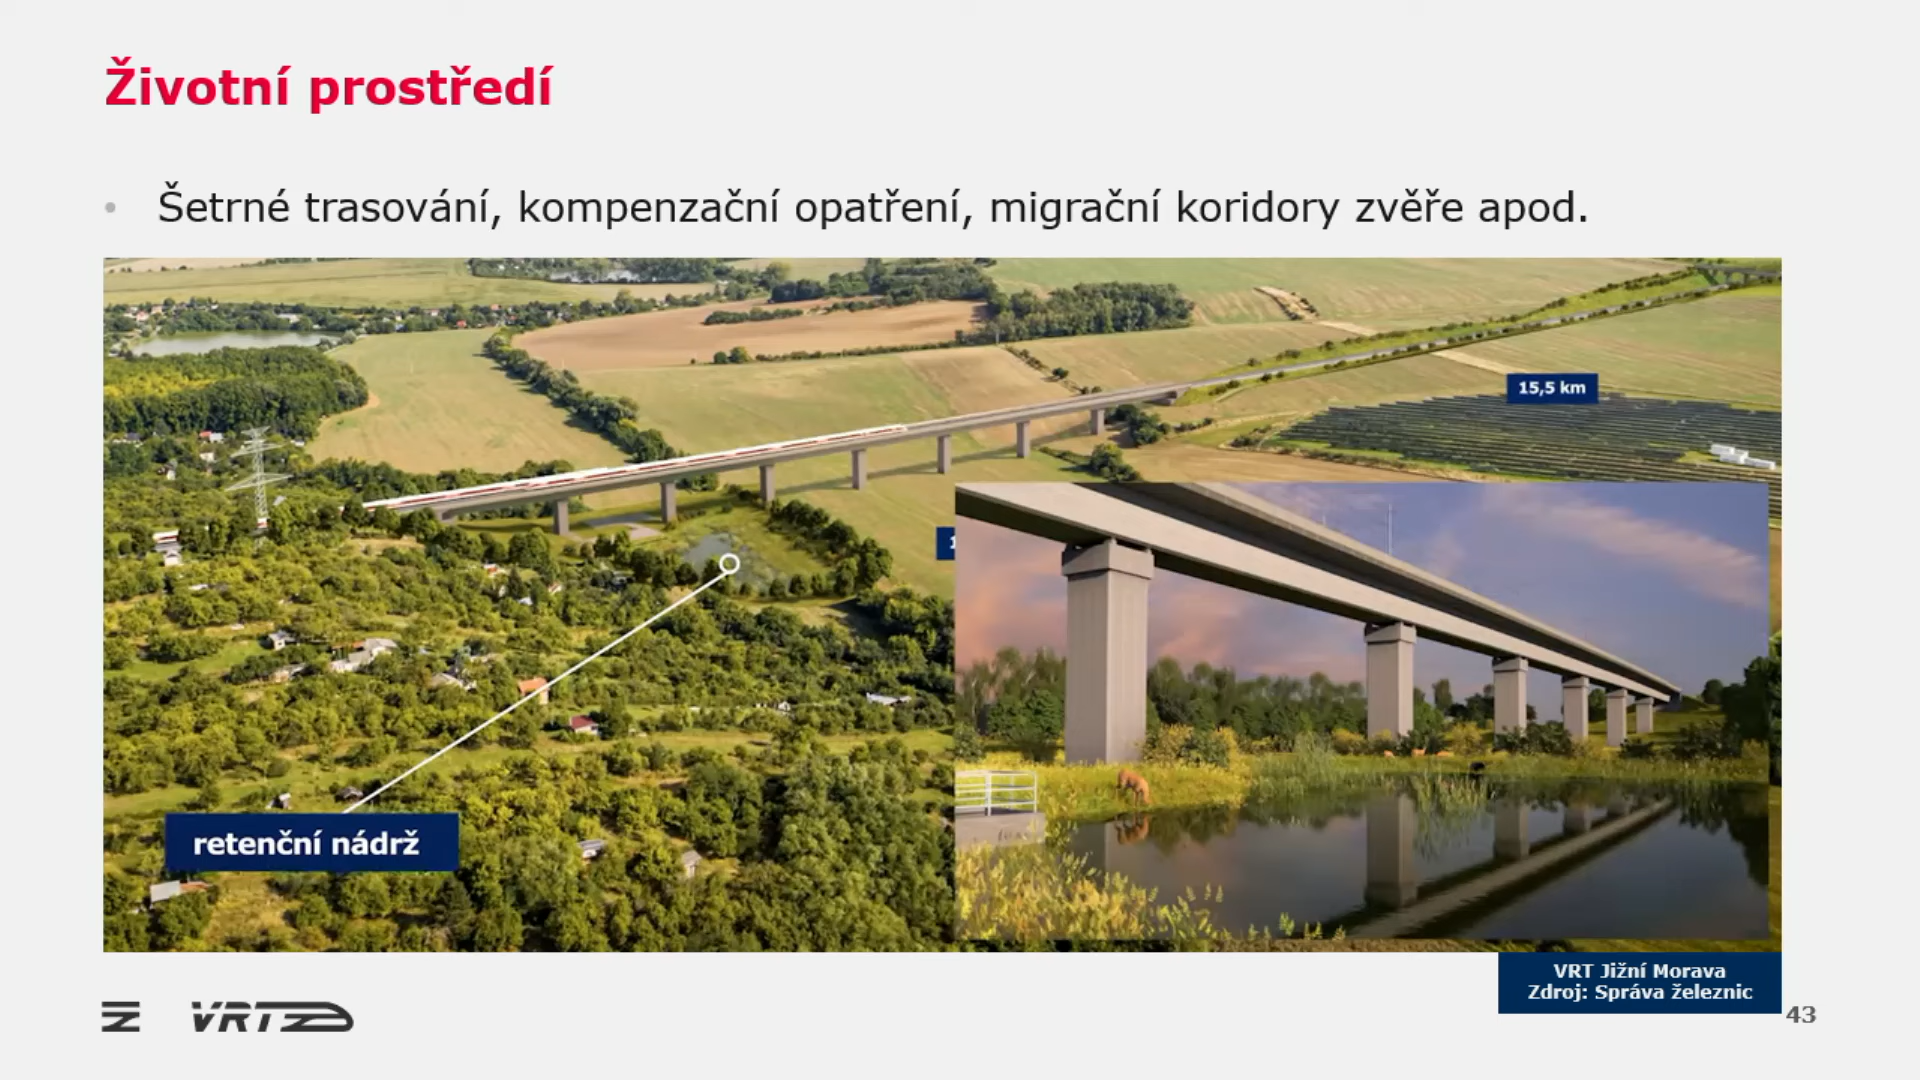 Životní prostředí
• Šetrné trasování, kompenzační opatření, migrační koridory zvěře apod.
15,5 km
retenční nádrž
VRT Jižní Morava
Zdroj: Správa železnic
VRT
43